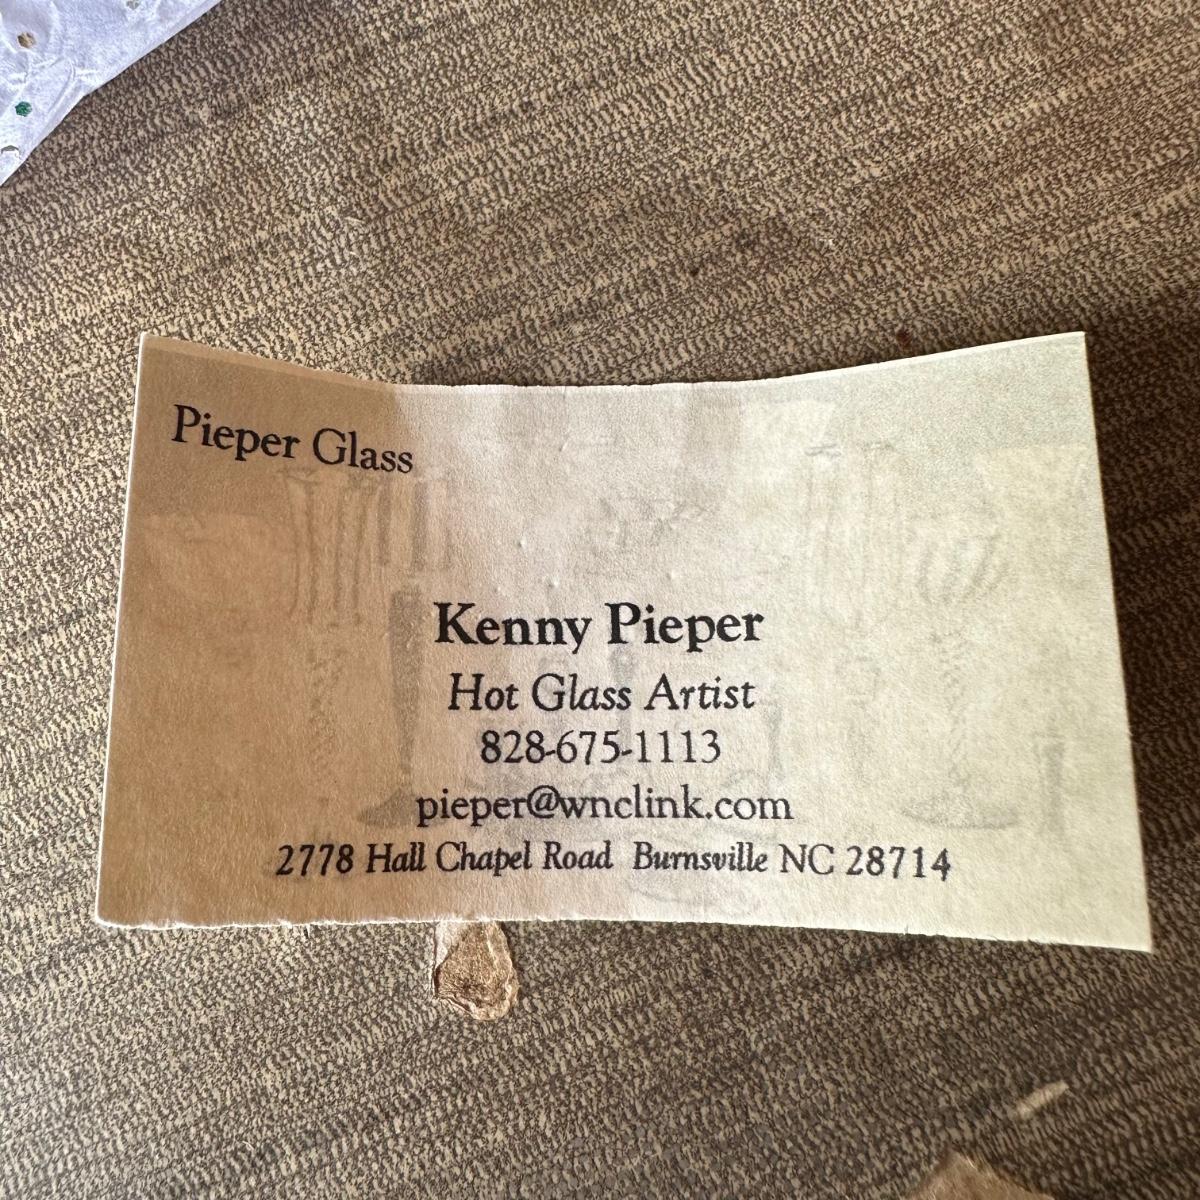 Pieper Glass
Kenny Pieper
Hot Glass Artist
828-675-1113
pieper@wnclink.com
2778 Hall Chapel Road Burnsville NC 28714